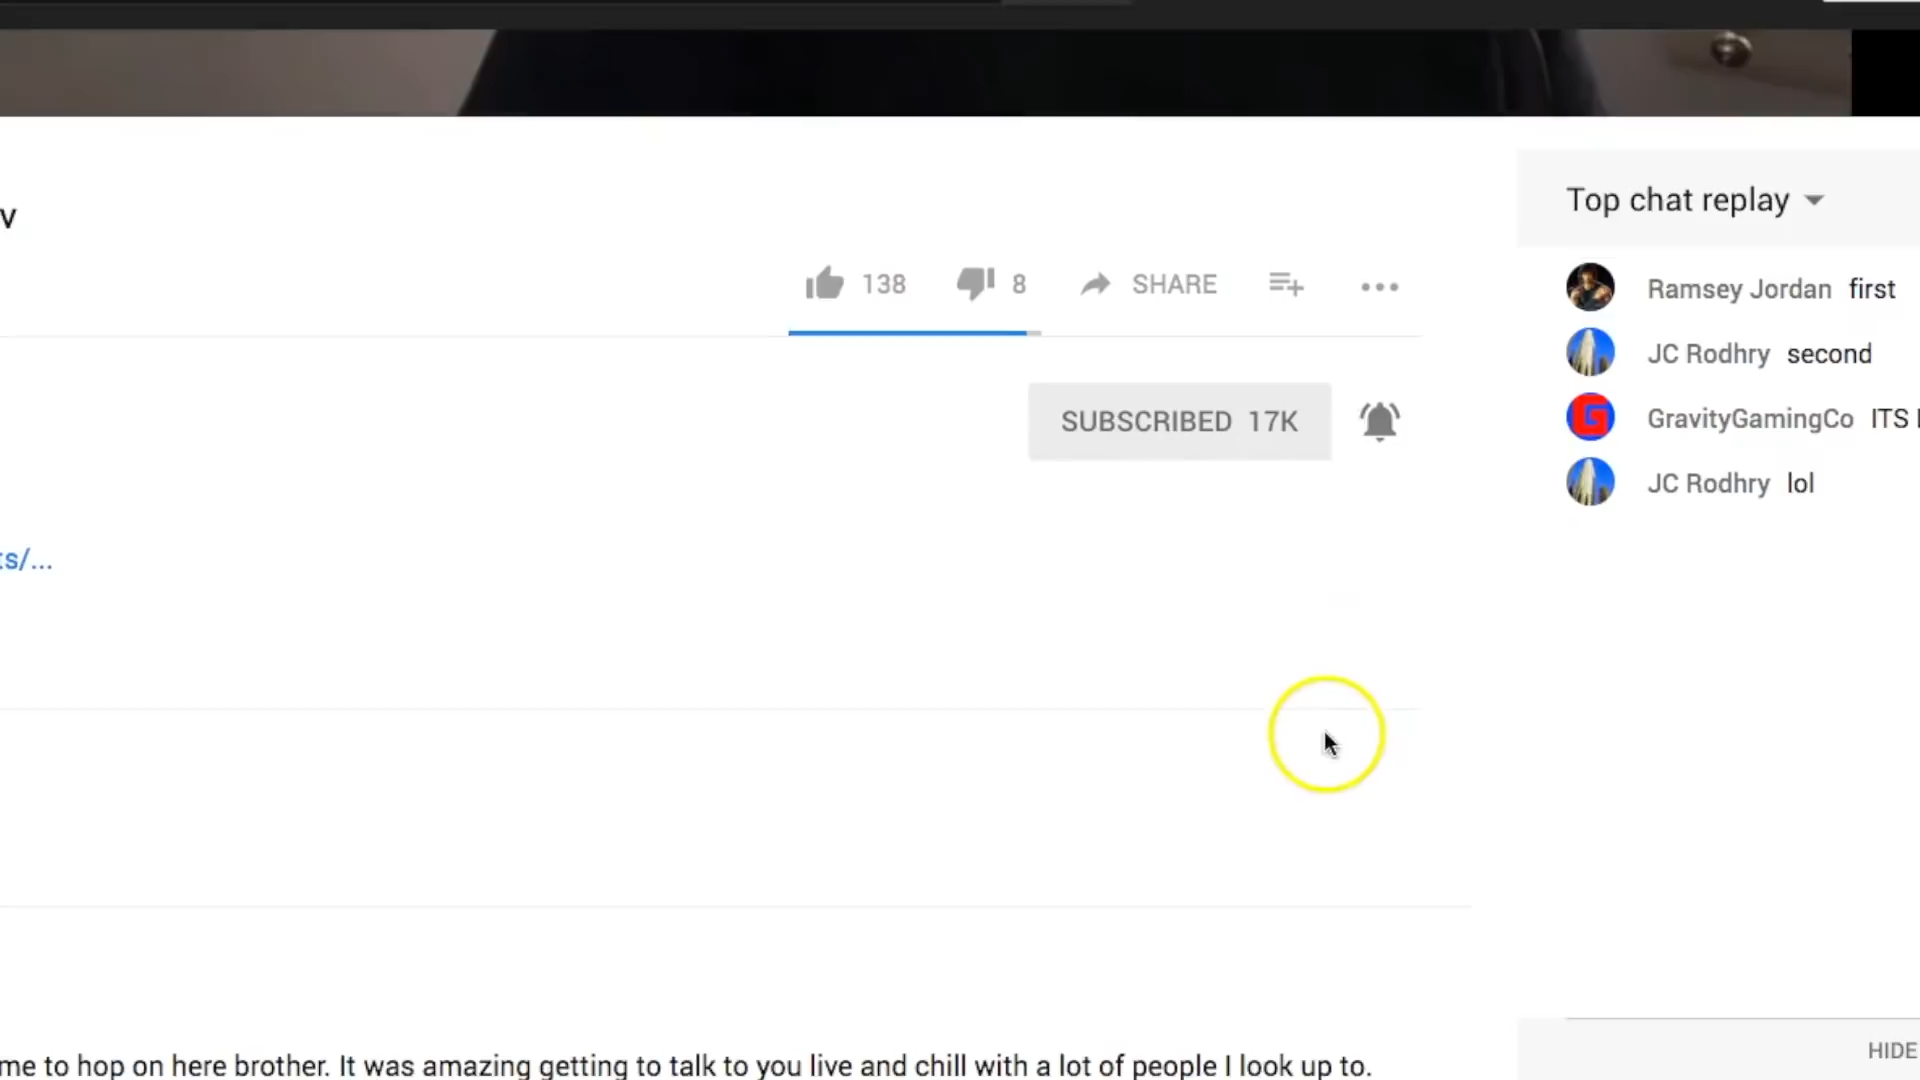 v
138 8 SHARE
SUBSCRIBED 17K
ts/...
me to hop on here brother. It was amazing getting to talk to you live and chill with a lot of people I look up to.
Top chat replay
Ramsey Jordan first
JC Rodhry second
GravityGamingCo ITS
JC Rodhry lol
HIDE